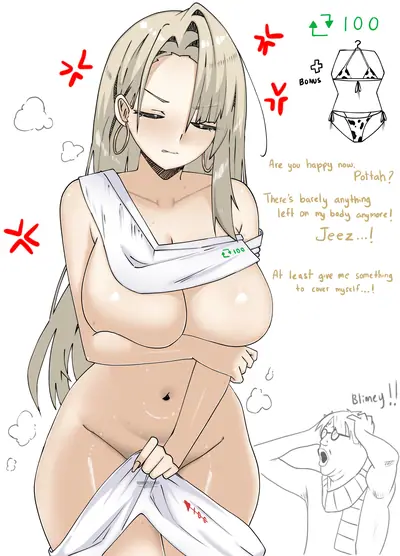 100
+
BONUS
Are you happy now,
Pottah?
There's barely anything
left on my body anymore!
Jeez...!
At least give me something
to cover myself...!
100
Blimey!!
100